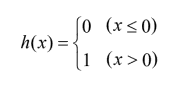 h(x) = { 0 (x ≤ 0)
1 (x > 0)